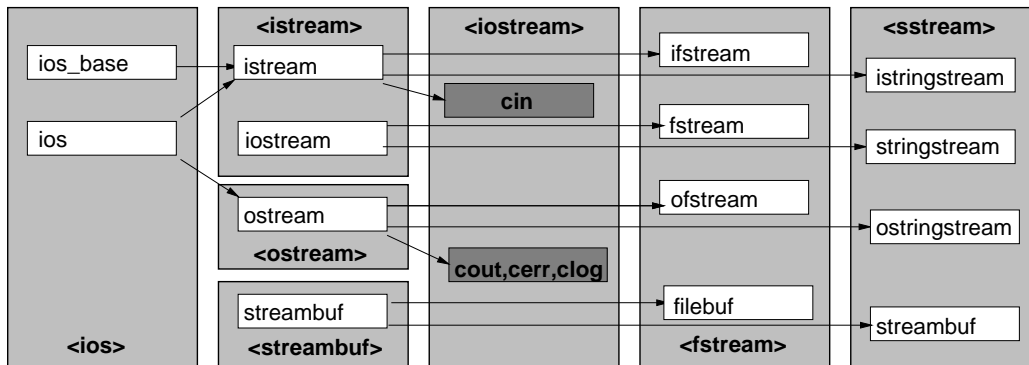 <ios>
ios_base
ios
<istream>
istream
iostream
ostream
<ostream>
streambuf
<streambuf>
<iostream>
cin
cout,cerr,clog
ifstream
fstream
ofstream
filebuf
<fstream>
<sstream>
istringstream
stringstream
ostringstream
streambuf